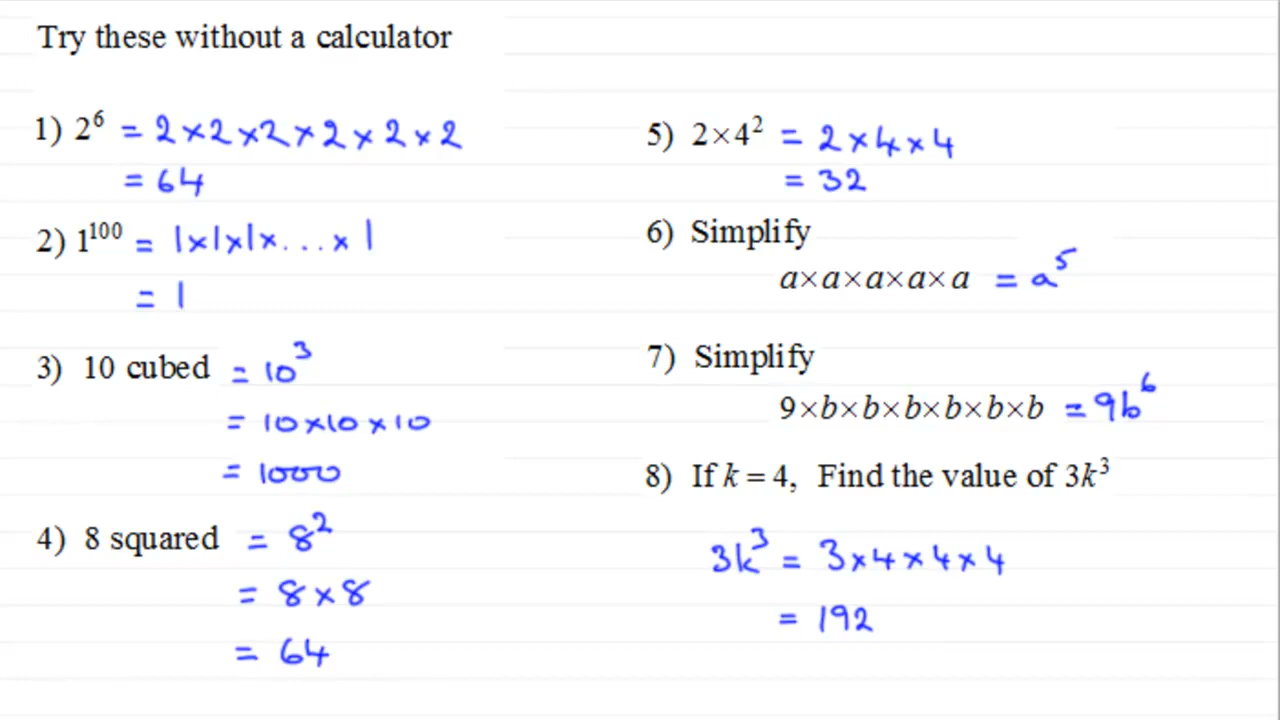 Try these without a calculator
1) 2⁶ = 2 × 2 × 2 × 2 × 2 × 2
= 64
2) 1¹⁰⁰ = 1×1×1×...×1
= 1
3) 10 cubed = 10³
= 10 × 10 × 10
= 1000
4) 8 squared = 8²
= 8 × 8
= 64
5) 2×4² = 2 × 4 × 4
= 32
6) Simplify
a×a×a×a×a = a⁵
7) Simplify
9×b×b×b×b×b×b = 9b⁶
8) If k = 4, Find the value of 3k³
3k³ = 3 × 4 × 4 × 4
= 192